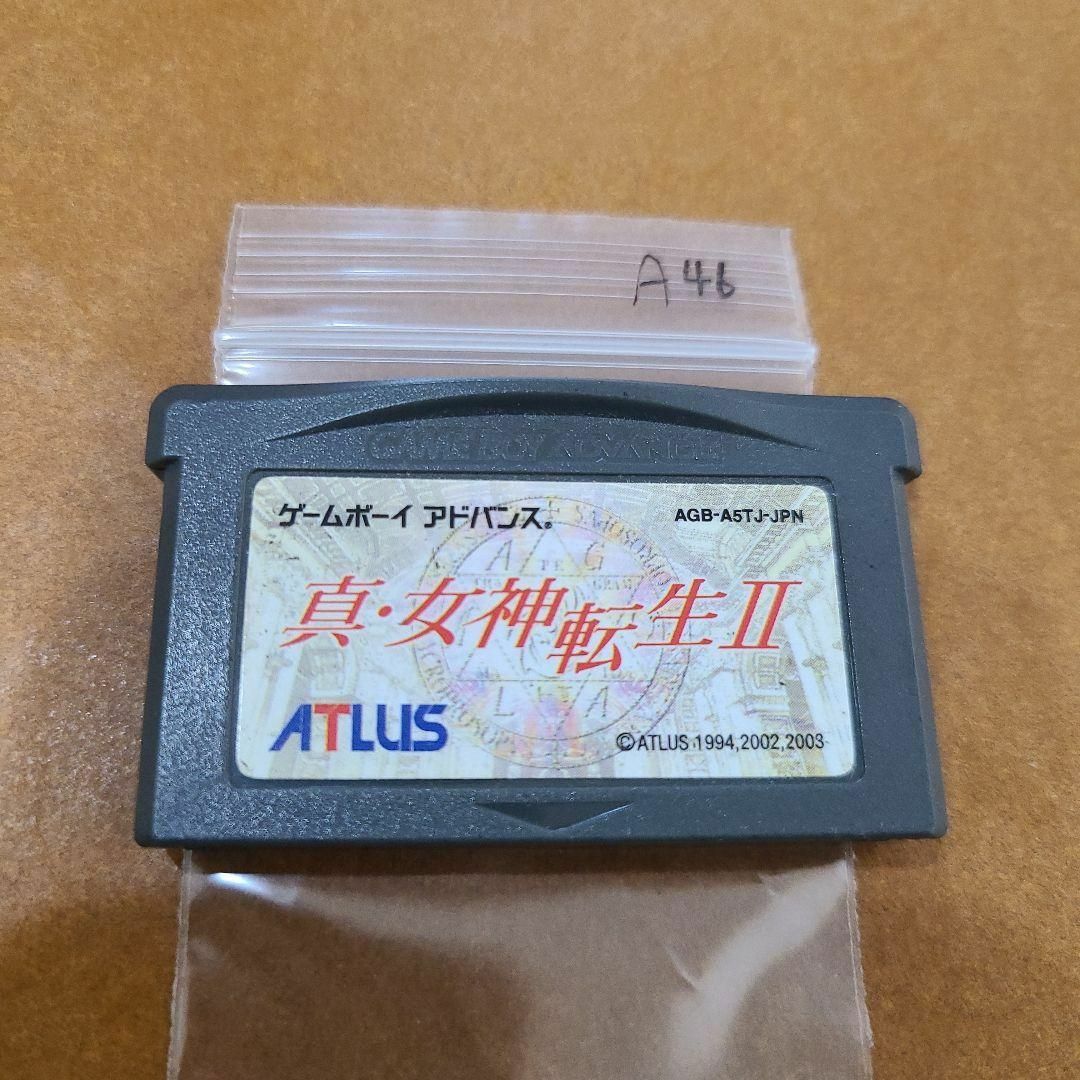 A46
GAME BOY ADVANCE
ゲームボーイ アドバンス®
AGB-A5TJ-JPN
真・女神転生II
ATLUS
©ATLUS 1994,2002,2003